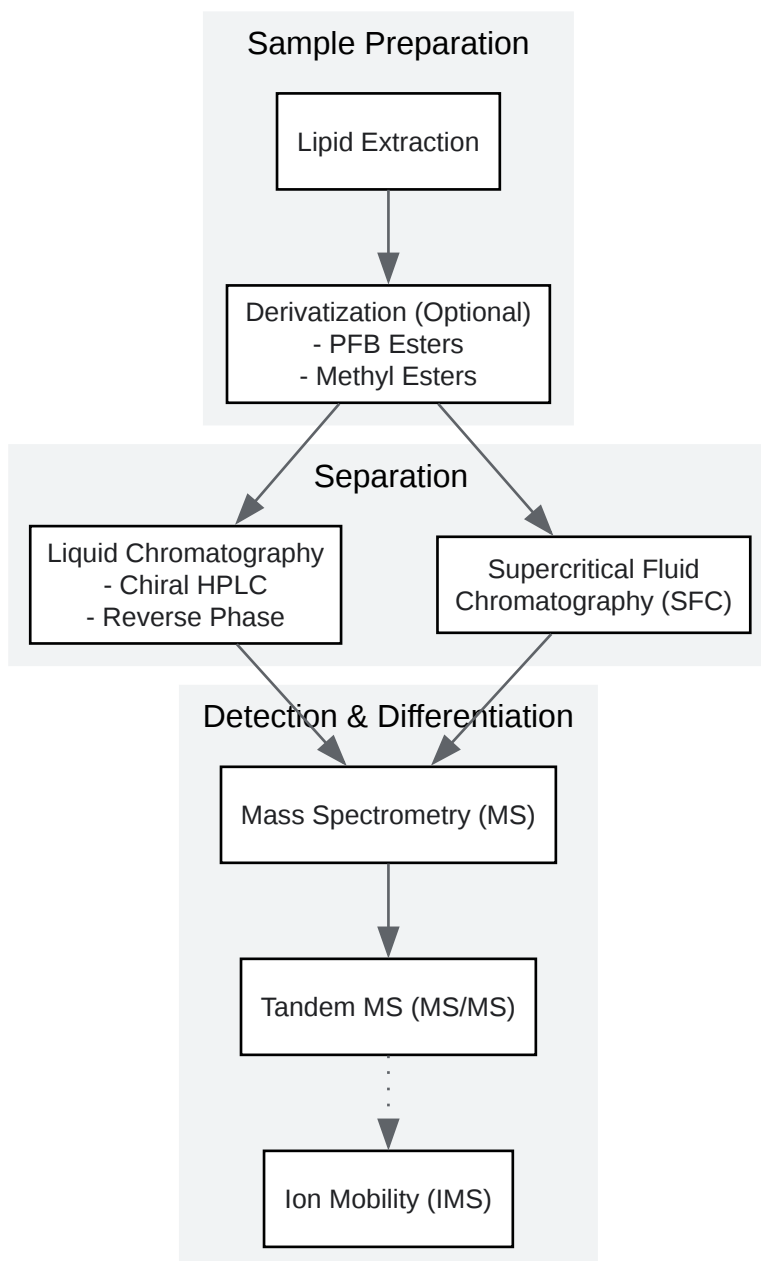 Sample Preparation
Lipid Extraction
Derivatization (Optional)
- PFB Esters
- Methyl Esters
Separation
Liquid Chromatography
- Chiral HPLC
- Reverse Phase
Supercritical Fluid
Chromatography (SFC)
Detection & Differentiation
Mass Spectrometry (MS)
Tandem MS (MS/MS)
Ion Mobility (IMS)